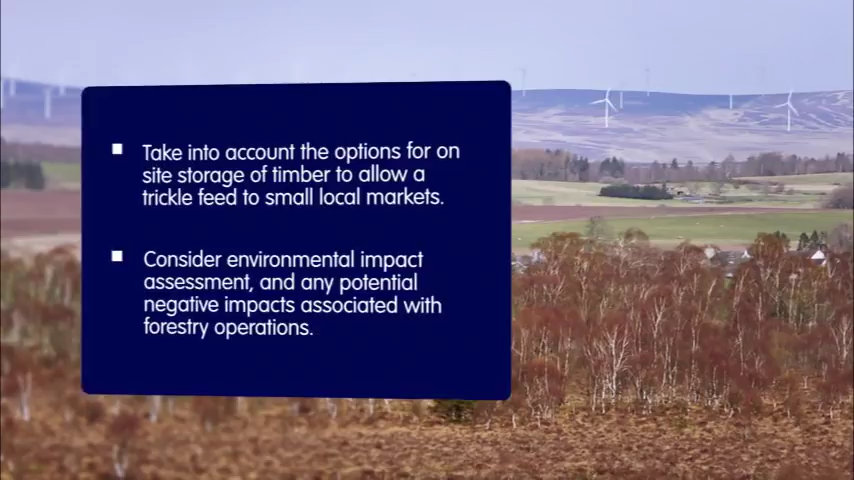 Take into account the options for on
site storage of timber to allow a
trickle feed to small local markets.
Consider environmental impact
assessment, and any potential
negative impacts associated with
forestry operations.